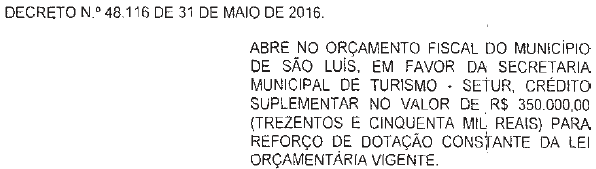 DECRETO N.º 48.116 DE 31 DE MAIO DE 2016.
ABRE NO ORÇAMENTO FISCAL DO MUNICÍPIO
DE SÃO LUÍS, EM FAVOR DA SECRETARIA
MUNICIPAL DE TURISMO - SETUR, CRÉDITO
SUPLEMENTAR NO VALOR DE R$ 350.000,00
(TREZENTOS E CINQUENTA MIL REAIS) PARA
REFORÇO DE DOTAÇÃO CONSTANTE DA LEI
ORÇAMENTÁRIA VIGENTE.